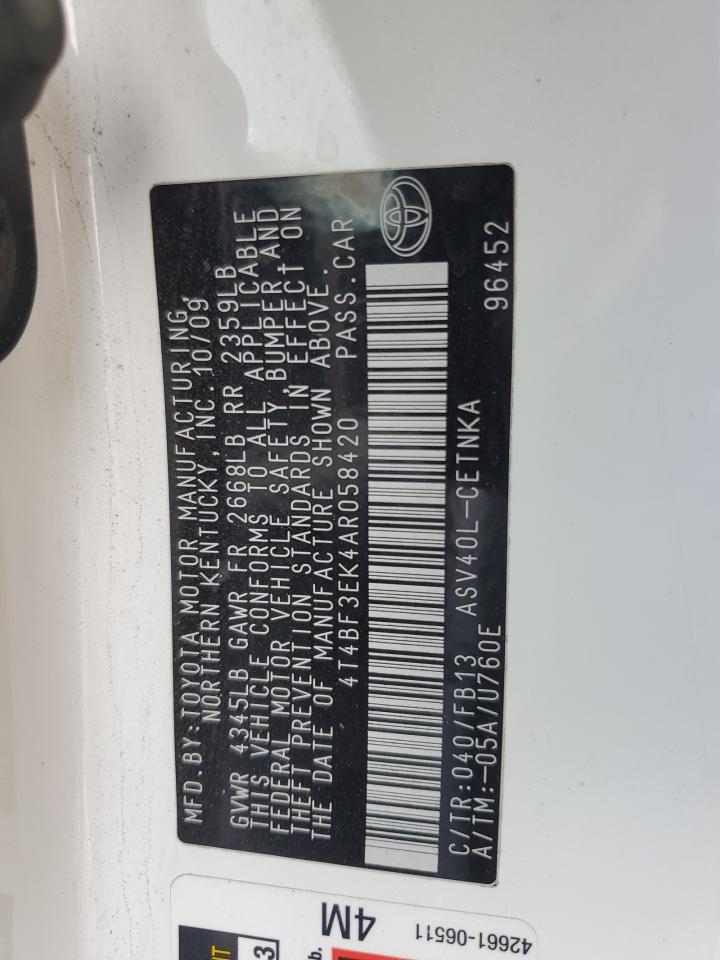 MFD.BY:TOYOTA MOTOR MANUFACTURING,
NORTHERN KENTUCKY,INC.10/09
GVWR 4345LB GAWR FR 2668LB RR 2359LB
THIS VEHICLE CONFORMS TO ALL APPLICABLE
FEDERAL MOTOR VEHICLE SAFETY,BUMPER AND
THEFT PREVENTION STANDARDS IN EFFECT ON
THE DATE OF MANUFACTURE SHOWN ABOVE.
4T4BF3EK4AR058420 PASS.CAR
C/TR:040/FB13 ASV40L-CETNKA
A/TM:-05A/U760E 96452
4M
42661-06511
NT
3
b.